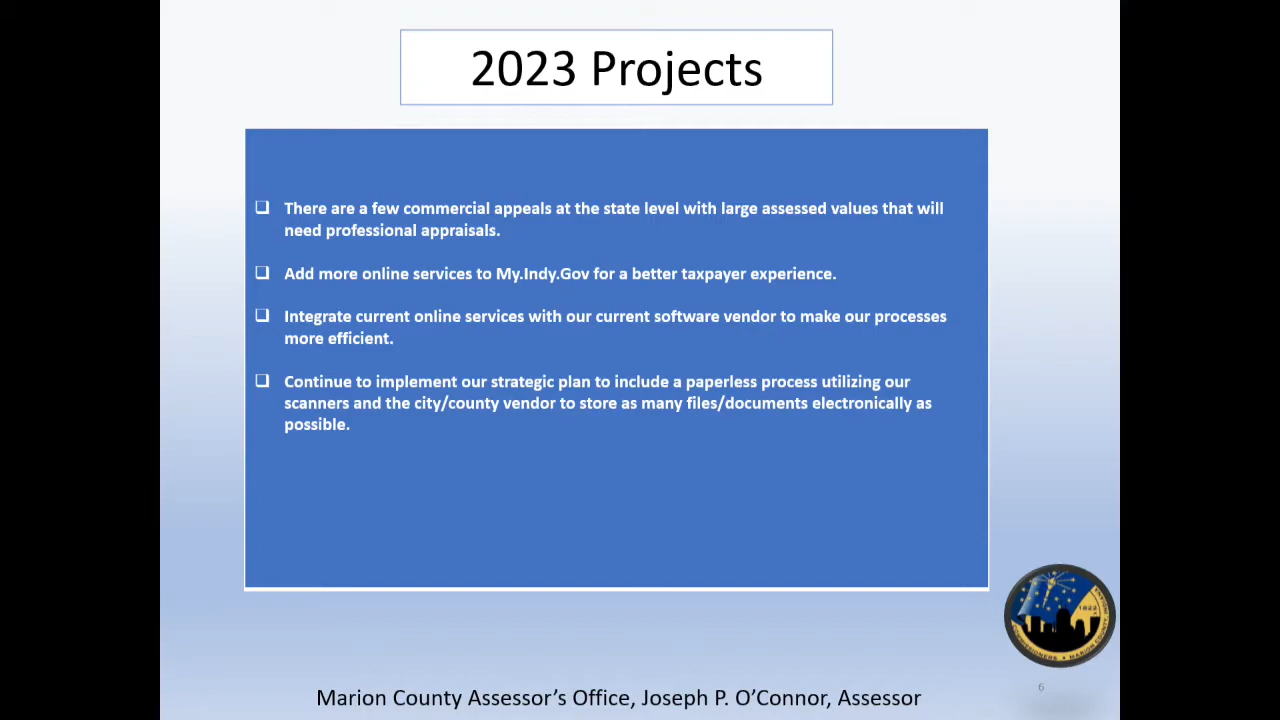 2023 Projects
❑ There are a few commercial appeals at the state level with large assessed values that will
need professional appraisals.
❑ Add more online services to My.Indy.Gov for a better taxpayer experience.
❑ Integrate current online services with our current software vendor to make our processes
more efficient.
❑ Continue to implement our strategic plan to include a paperless process utilizing our
scanners and the city/county vendor to store as many files/documents electronically as
possible.
1822
MARION COUNTY
6
Marion County Assessor’s Office, Joseph P. O’Connor, Assessor